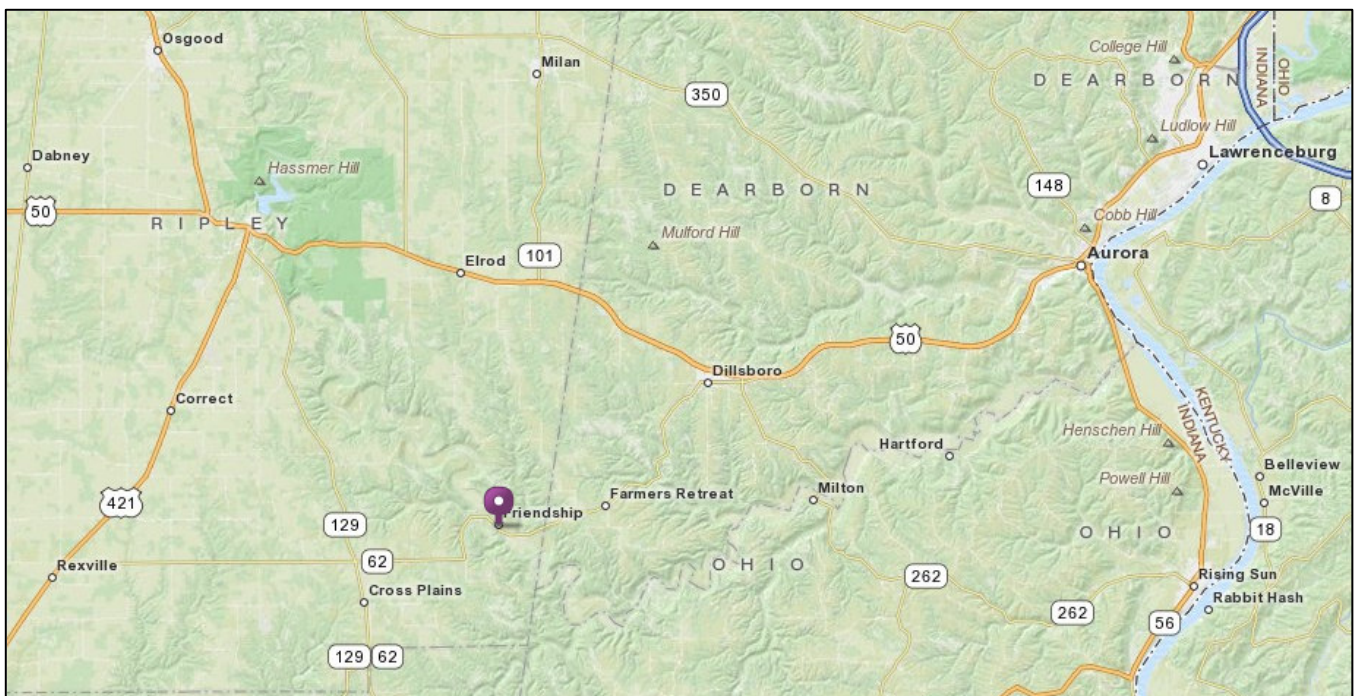 Osgood
Milan
College Hill
DEARBORN
OHIO
INDIANA
350
Ludlow Hill
Dabney
Hassmer Hill
Lawrenceburg
DEARBORN
148
8
50
RIPLEY
Cobb Hill
Mulford Hill
Aurora
Elrod
101
50
Dillsboro
Correct
KENTUCKY
INDIANA
Henschen Hill
Hartford
Belleview
Powell Hill
McVille
421
Farmers Retreat
Milton
Friendship
129
18
OHIO
62
Rexville
OHIO
262
Rising Sun
Cross Plains
262
Rabbit Hash
56
129
62